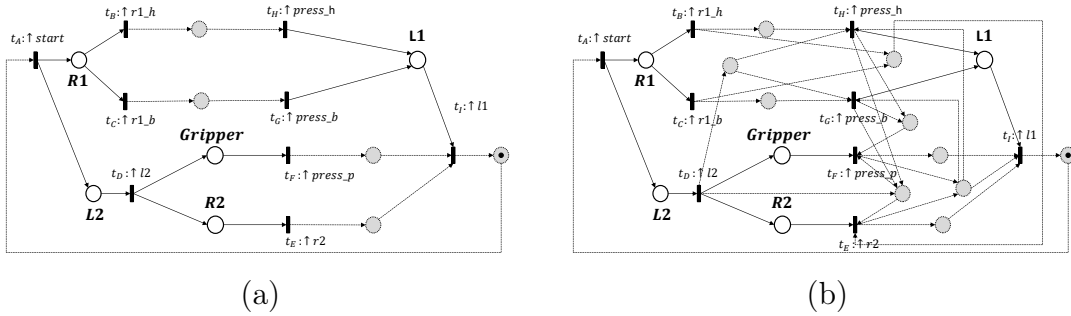 t_B:↑r1_h
t_H:↑press_h
t_A:↑start
L1
R1
t_C:↑r1_b
t_G:↑press_b
t_I:↑l1
Gripper
t_D:↑l2
t_F:↑press_p
L2
R2
t_E:↑r2
(a)
t_B:↑r1_h
t_H:↑press_h
t_A:↑start
L1
R1
t_C:↑r1_b
t_G:↑press_b
t_I:↑l1
Gripper
t_D:↑l2
t_F:↑press_p
L2
R2
t_E:↑r2
(b)